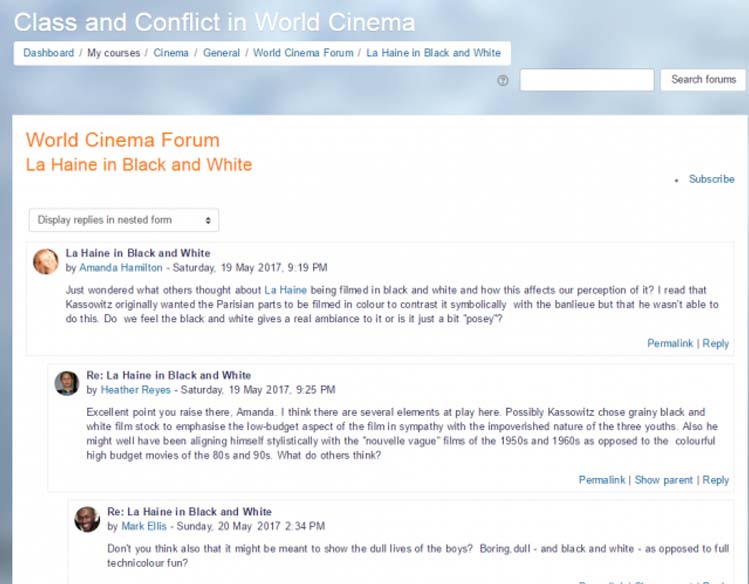 Class and Conflict in World Cinema
Dashboard / My courses / Cinema / General / World Cinema Forum / La Haine in Black and White
Search forums
World Cinema Forum
La Haine in Black and White
Subscribe
Display replies in nested form
La Haine in Black and White
by Amanda Hamilton - Saturday, 19 May 2017, 9:19 PM
Just wondered what others thought about La Haine being filmed in black and white and how this affects our perception of it? I read that
Kassowitz originally wanted the Parisian parts to be filmed in colour to contrast it symbolically with the banlieue but that he wasn't able to
do this. Do we feel the black and white gives a real ambiance to it or is it just a bit "posey"?
Permalink | Reply
Re: La Haine in Black and White
by Heather Reyes - Saturday, 19 May 2017, 9:25 PM
Excellent point you raise there, Amanda. I think there are several elements at play here. Possibly Kassowitz chose grainy black and
white film stock to emphasise the low-budget aspect of the film in sympathy with the impoverished nature of the three youths. Also he
might well have been aligning himself stylistically with the "nouvelle vague" films of the 1950s and 1960s as opposed to the colourful
high budget movies of the 80s and 90s. What do others think?
Permalink | Show parent | Reply
Re: La Haine in Black and White
by Mark Ellis - Sunday, 20 May 2017 2:34 PM
Don't you think also that it might be meant to show the dull lives of the boys? Boring,dull - and black and white - as opposed to full
technicolour fun?